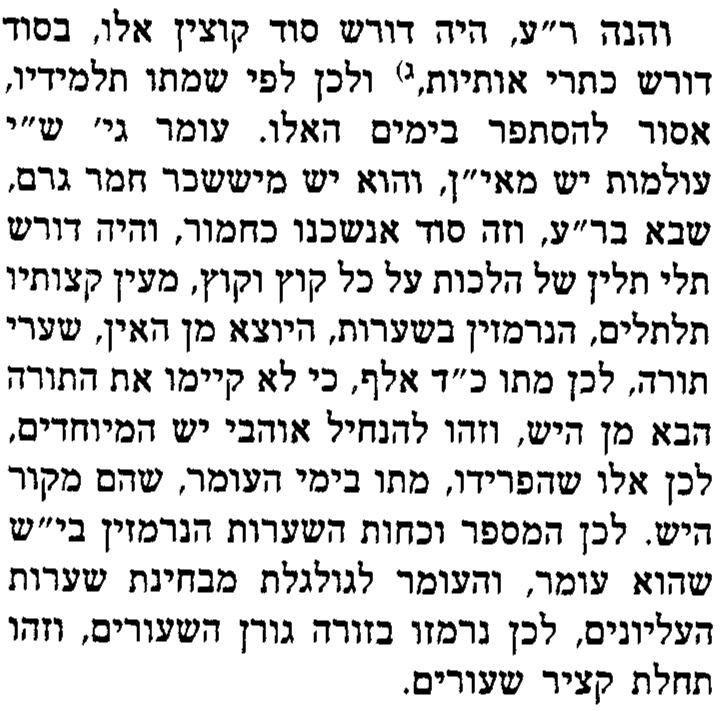 והנה ר״ע, היה דורש סוד קוצין אלו, בסוד
דורש כתרי אותיות,ג) ולכן לפי שמתו תלמידיו,
אסור להסתפר בימים האלו. עומר גי׳ ש״י
עולמות יש מאי״ן, והוא יש מיששכר חמר גרם,
שבא בר״ע, וזה סוד אנשכנו כחמור, והיה דורש
תלי תלין של הלכות על כל קוץ וקוץ, מעין קצותיו
תלתלים, הנרמזין בשערות, היוצא מן האין, שערי
תורה, לכן מתו כ״ד אלף, כי לא קיימו את התורה
הבא מן היש, וזהו להנחיל אוהבי יש המיוחדים,
לכן אלו שהפרידו, מתו בימי העומר, שהם מקור
היש. לכן המספר וכחות השערות הנרמזין בי״ש
שהוא עומר, והעומר לגולגלת מבחינת שערות
העליונים, לכן נרמזו בזורה גורן השעורים, וזהו
תחלת קציר שעורים.